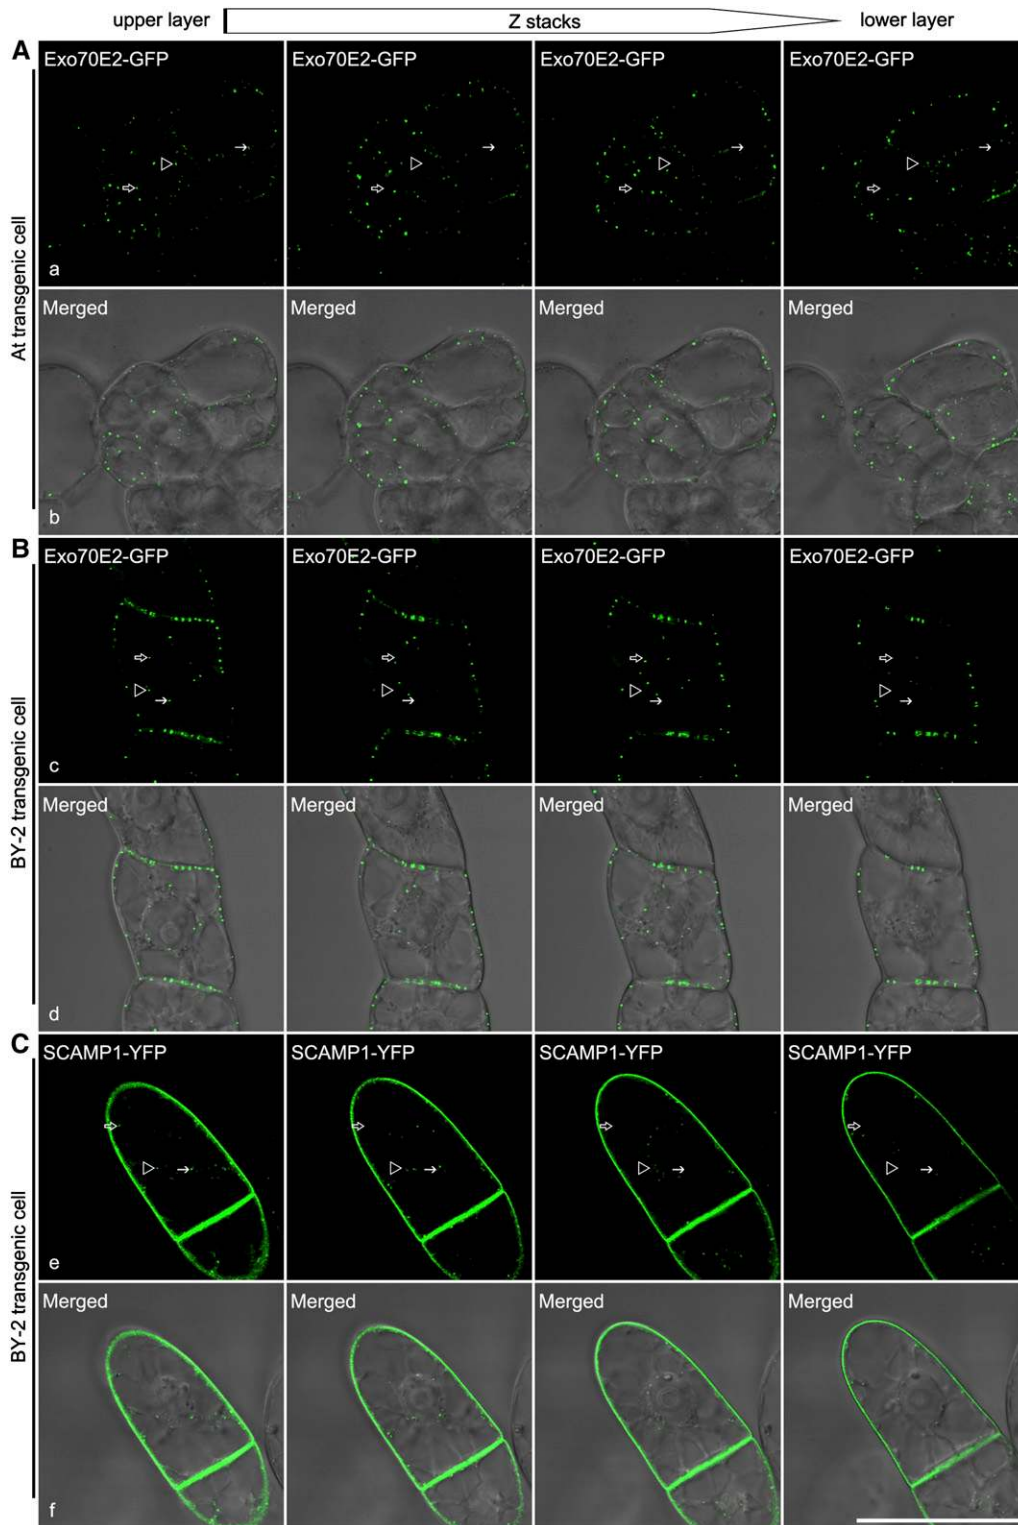 upper layer Z stacks lower layer
A
At transgenic cell
Exo70E2-GFP Exo70E2-GFP Exo70E2-GFP Exo70E2-GFP
a
Merged Merged Merged Merged
b
B
BY-2 transgenic cell
Exo70E2-GFP Exo70E2-GFP Exo70E2-GFP Exo70E2-GFP
c
Merged Merged Merged Merged
d
C
BY-2 transgenic cell
SCAMP1-YFP SCAMP1-YFP SCAMP1-YFP SCAMP1-YFP
e
Merged Merged Merged Merged
f